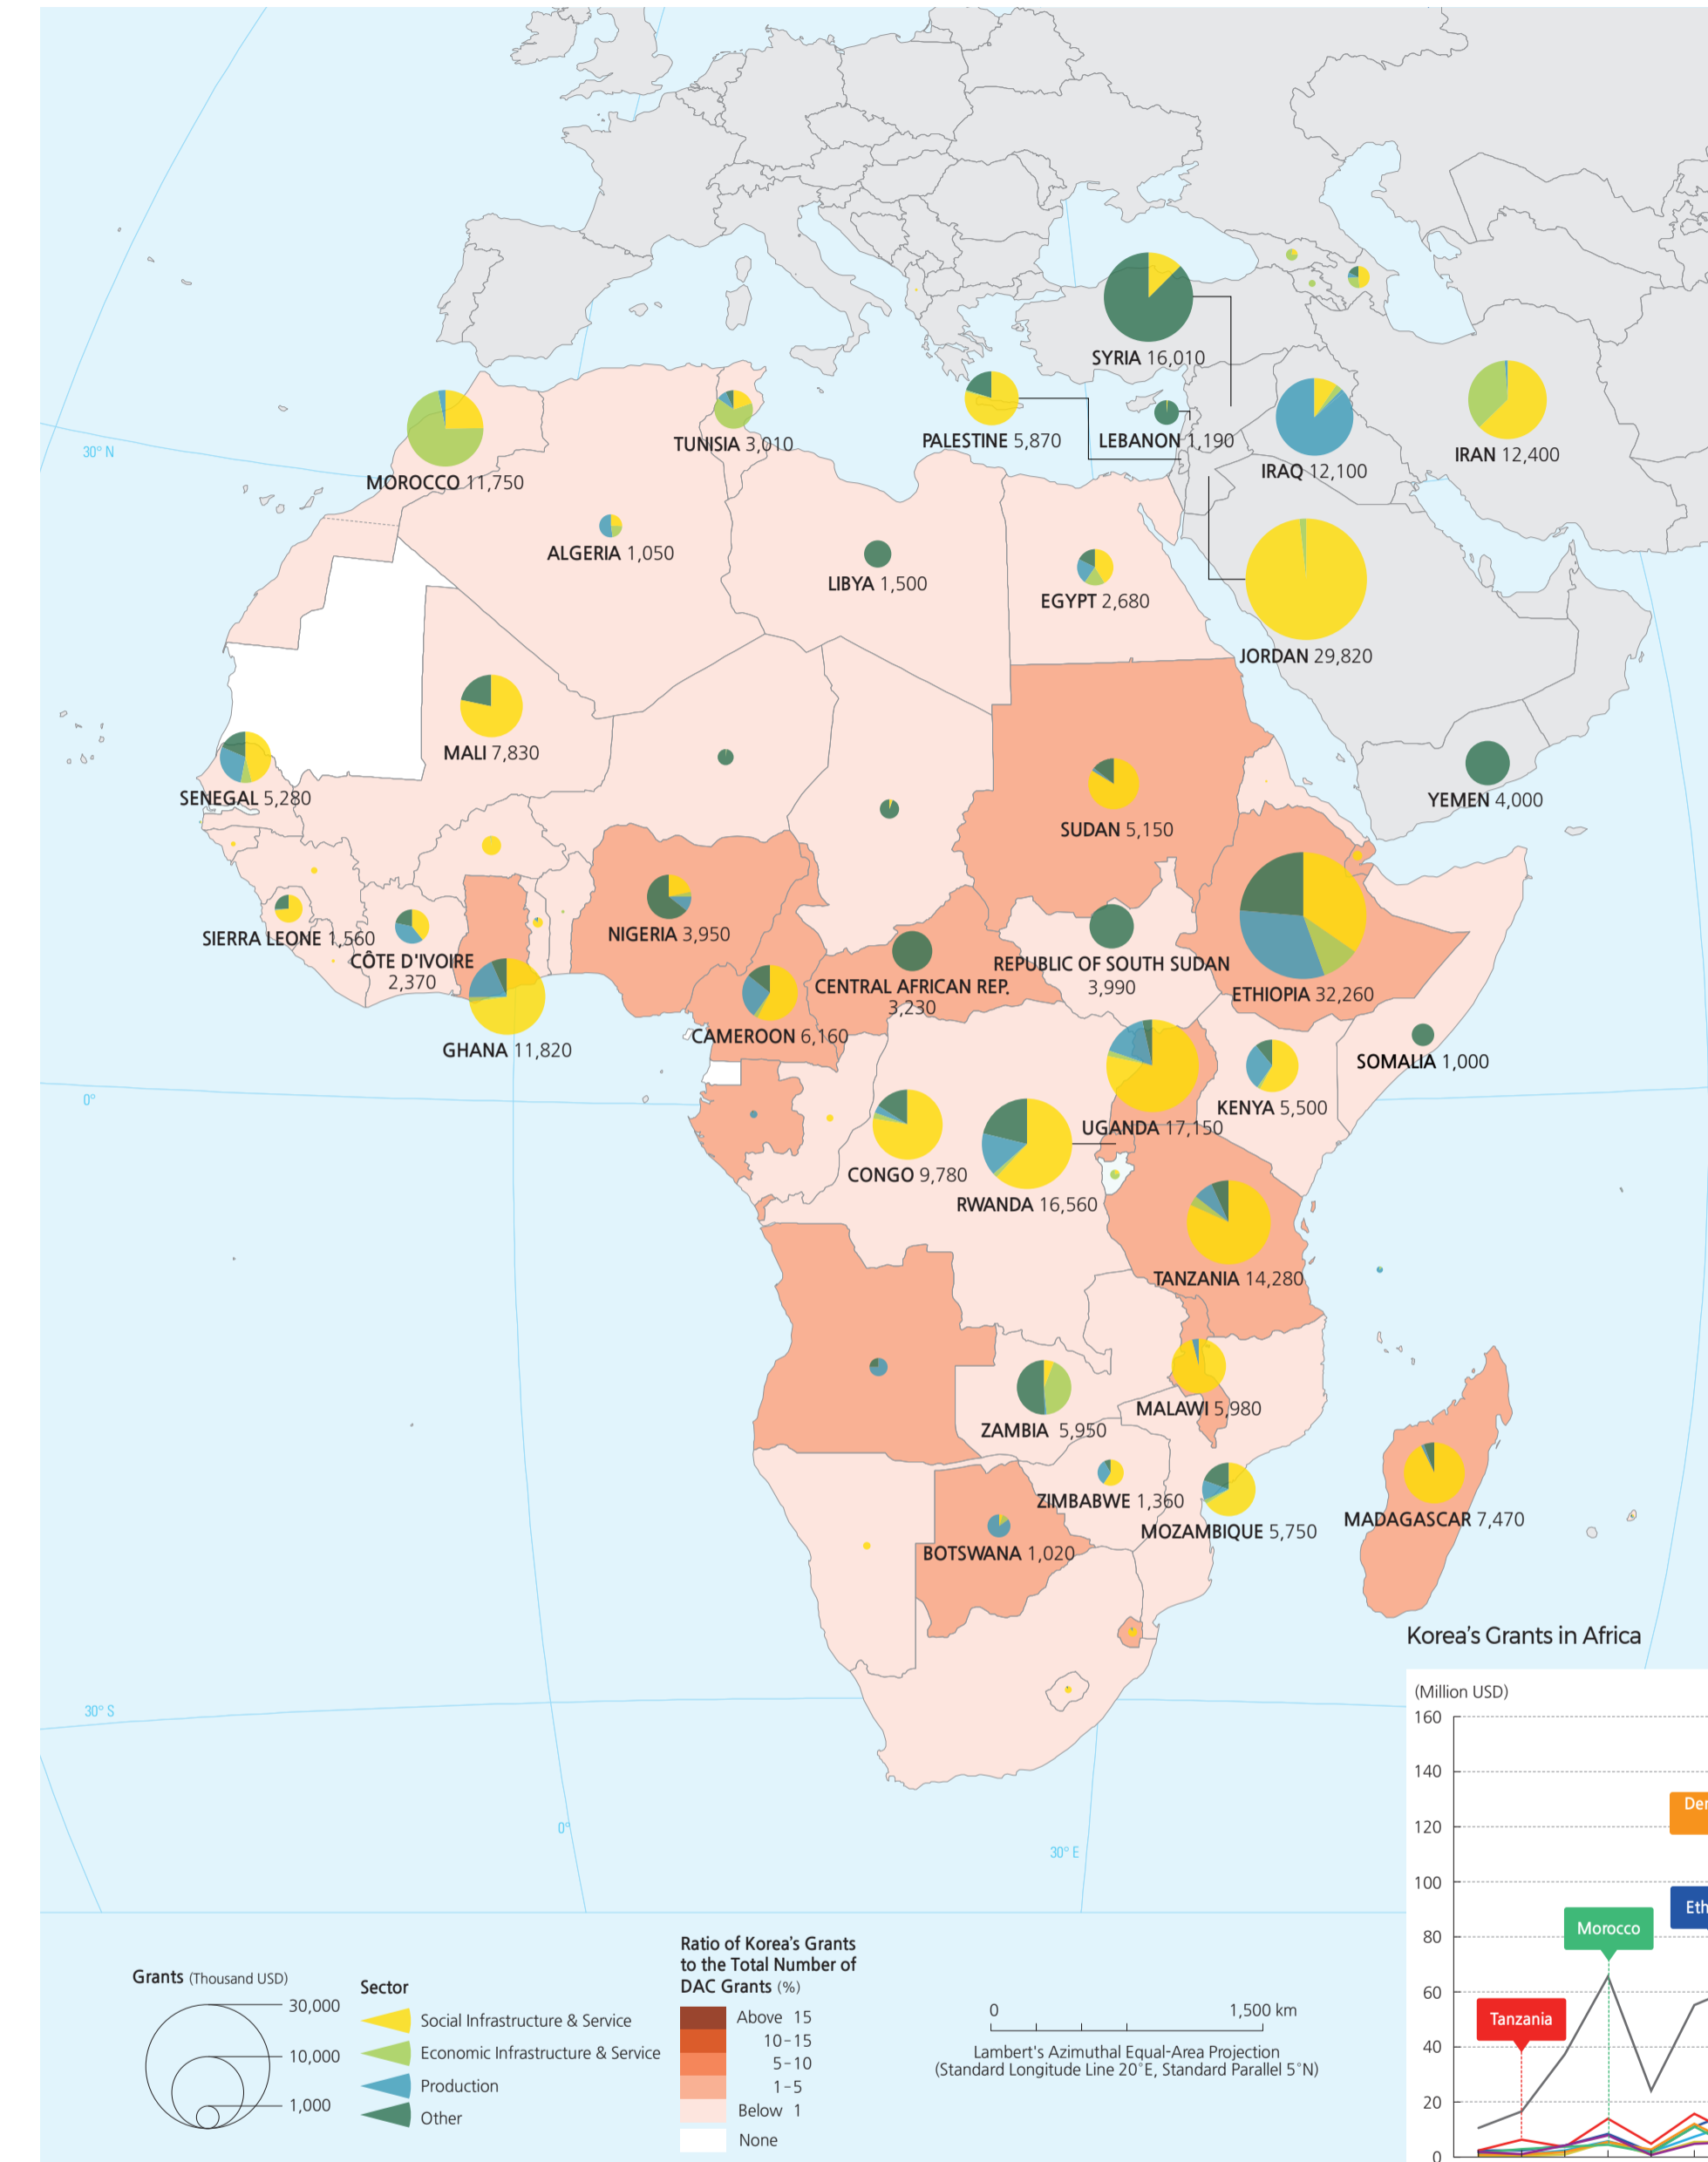 SYRIA 16,010
TUNISIA 3,010
PALESTINE 5,870
LEBANON 1,190
IRAQ 12,100
IRAN 12,400
30° N
MOROCCO 11,750
ALGERIA 1,050
LIBYA 1,500
EGYPT 2,680
JORDAN 29,820
MALI 7,830
SENEGAL 5,280
SUDAN 5,150
YEMEN 4,000
SIERRA LEONE 1,560
CÔTE D'IVOIRE
2,370
NIGERIA 3,950
CENTRAL AFRICAN REP.
3,230
REPUBLIC OF SOUTH SUDAN
3,990
ETHIOPIA 32,260
GHANA 11,820
CAMEROON 6,160
SOMALIA 1,000
0°
KENYA 5,500
UGANDA 17,150
CONGO 9,780
RWANDA 16,560
TANZANIA 14,280
ZAMBIA 5,950
MALAWI 5,980
ZIMBABWE 1,360
MOZAMBIQUE 5,750
MADAGASCAR 7,470
BOTSWANA 1,020
30° S
0°
30° E
Korea's Grants in Africa
(Million USD)
160
140
120
100
80
60
40
20
0
Der
Eth
Morocco
Tanzania
Grants (Thousand USD)
30,000
10,000
1,000
Sector
Social Infrastructure & Service
Economic Infrastructure & Service
Production
Other
Ratio of Korea's Grants
to the Total Number of
DAC Grants (%)
Above 15
10-15
5-10
1-5
Below 1
None
0 1,500 km
Lambert's Azimuthal Equal-Area Projection
(Standard Longitude Line 20°E, Standard Parallel 5°N)